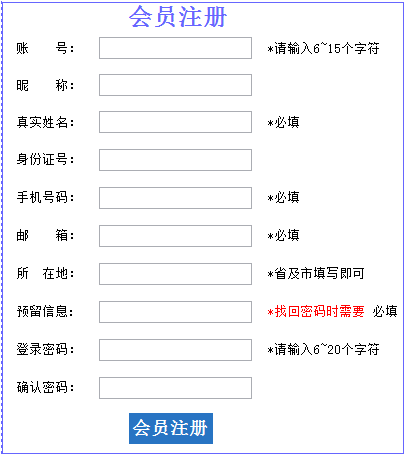 会员注册
账　　号： *请输入6~15个字符
昵　　称：
真实姓名： *必填
身份证号：
手机号码： *必填
邮　　箱： *必填
所　在地： *省及市填写即可
预留信息： *找回密码时需要 必填
登录密码： *请输入6~20个字符
确认密码：
会员注册